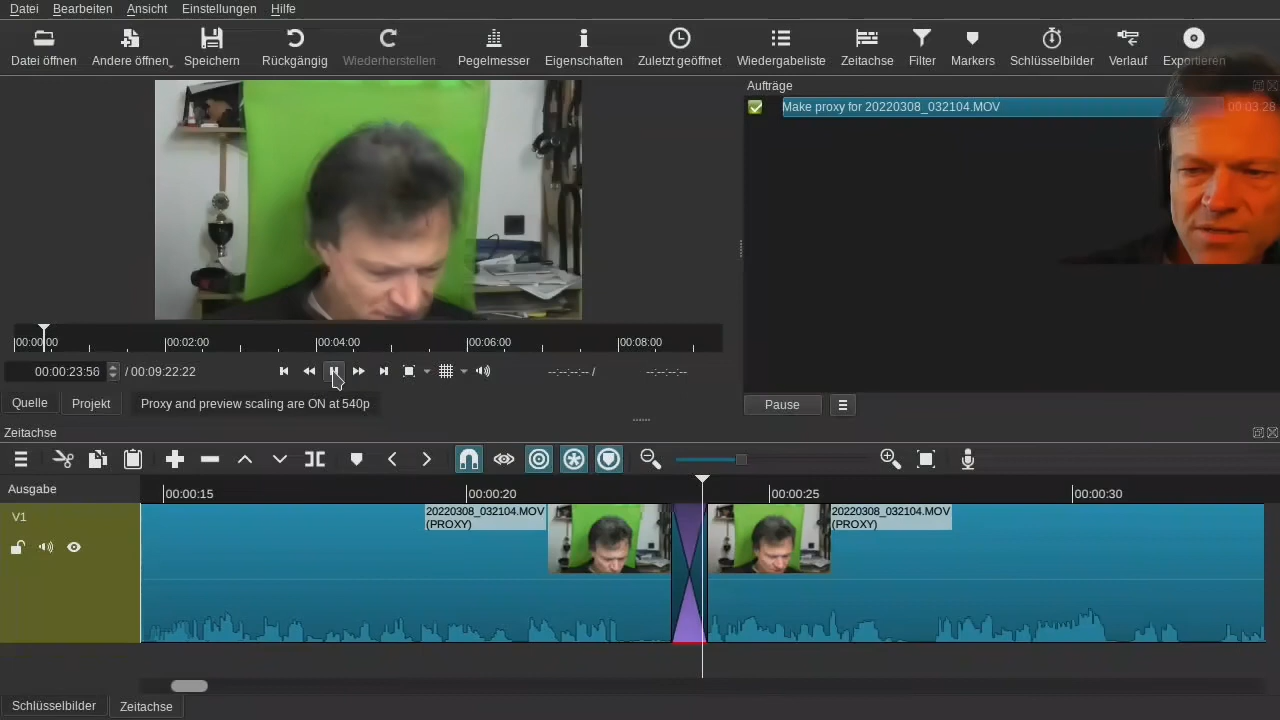 Datei Bearbeiten Ansicht Einstellungen Hilfe
Datei öffnen Andere öffnen Speichern Rückgängig Wiederherstellen Pegelmesser Eigenschaften Zuletzt geöffnet Wiedergabeliste Zeitachse Filter Markers Schlüsselbilder Verlauf Exportieren
Aufträge
Make proxy for 20220308_032104.MOV 00:03:28
00:00:00 00:02:00 00:04:00 00:06:00 00:08:00
00:00:23:56 / 00:09:22:22 --:--:--:-- / --:--:--:--
Quelle Projekt Proxy and preview scaling are ON at 540p
Pause
Zeitachse
Ausgabe
00:00:15 00:00:20 00:00:25 00:00:30
V1
20220308_032104.MOV
(PROXY)
20220308_032104.MOV
(PROXY)
Schlüsselbilder Zeitachse